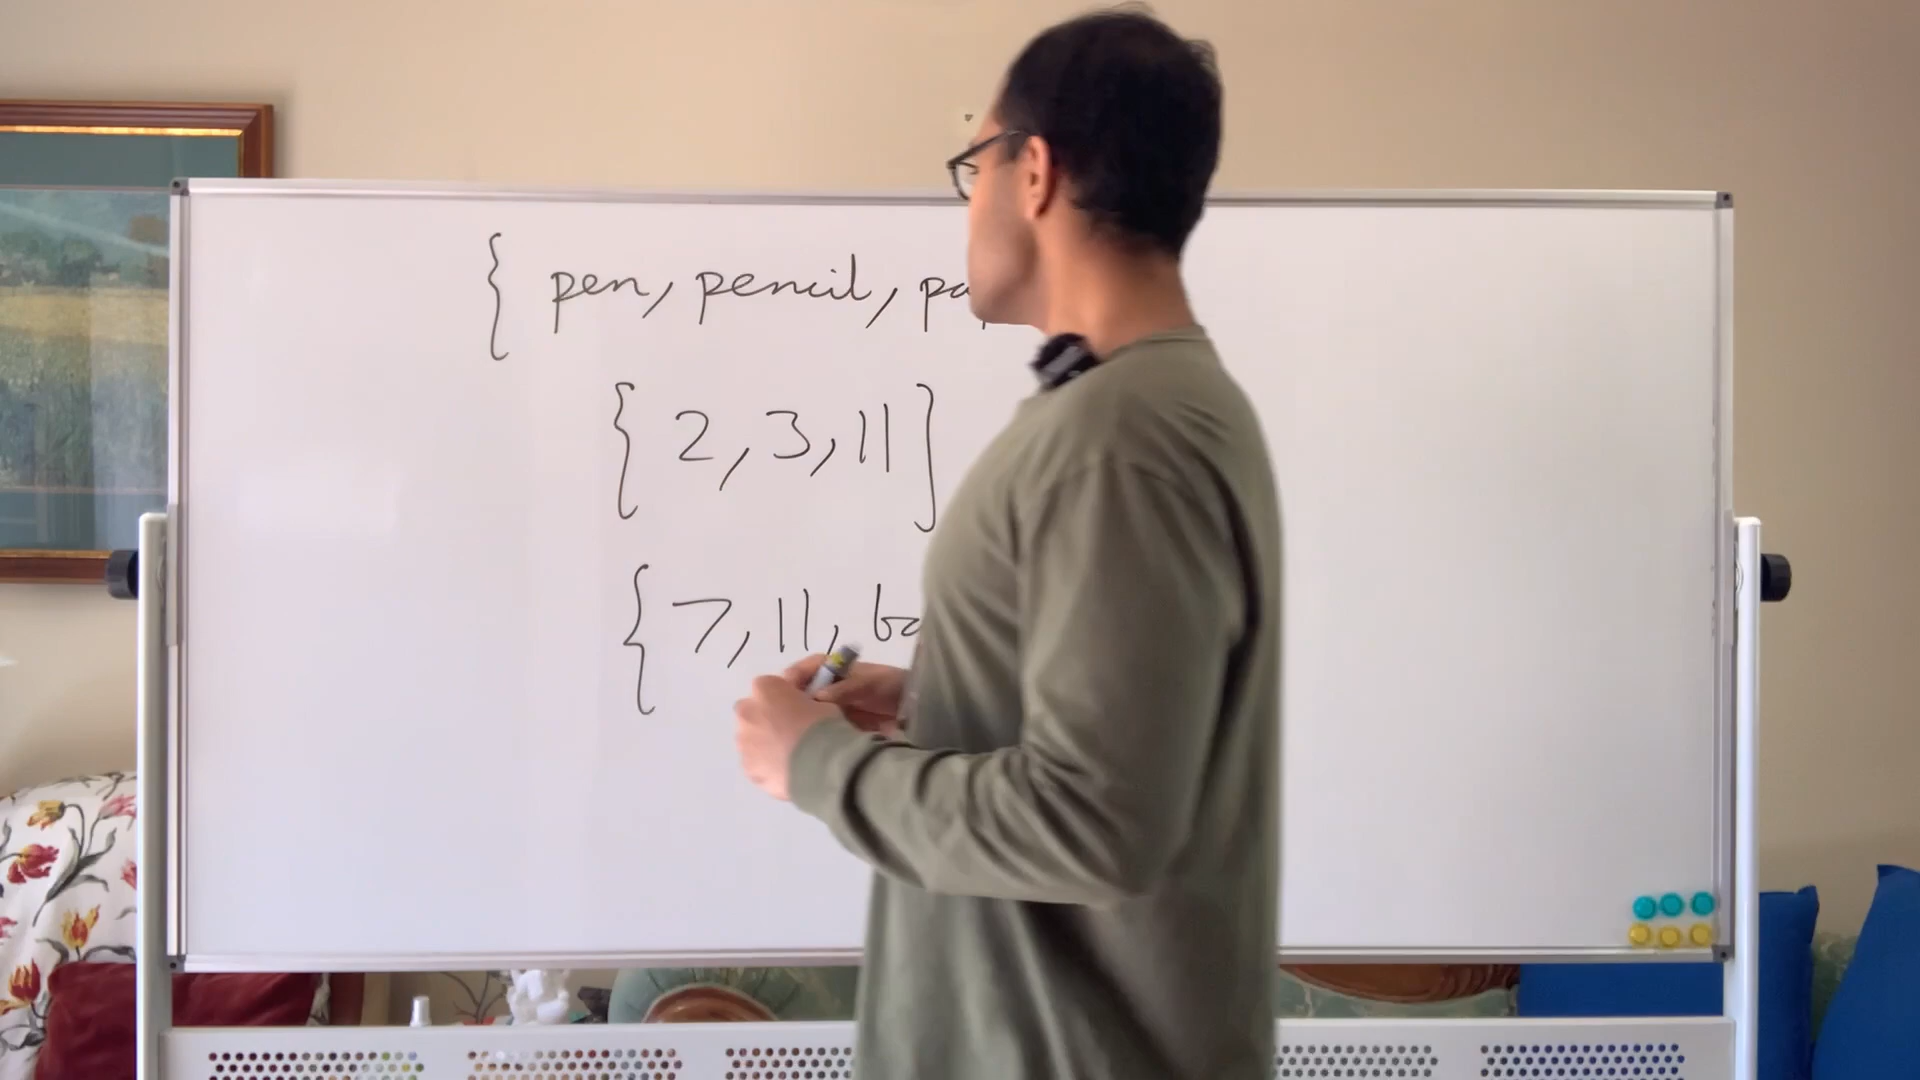 { pen, pencil,
{ 2, 3, 11 }
{ 7, 11,